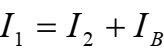 I₁ = I₂ + I_B